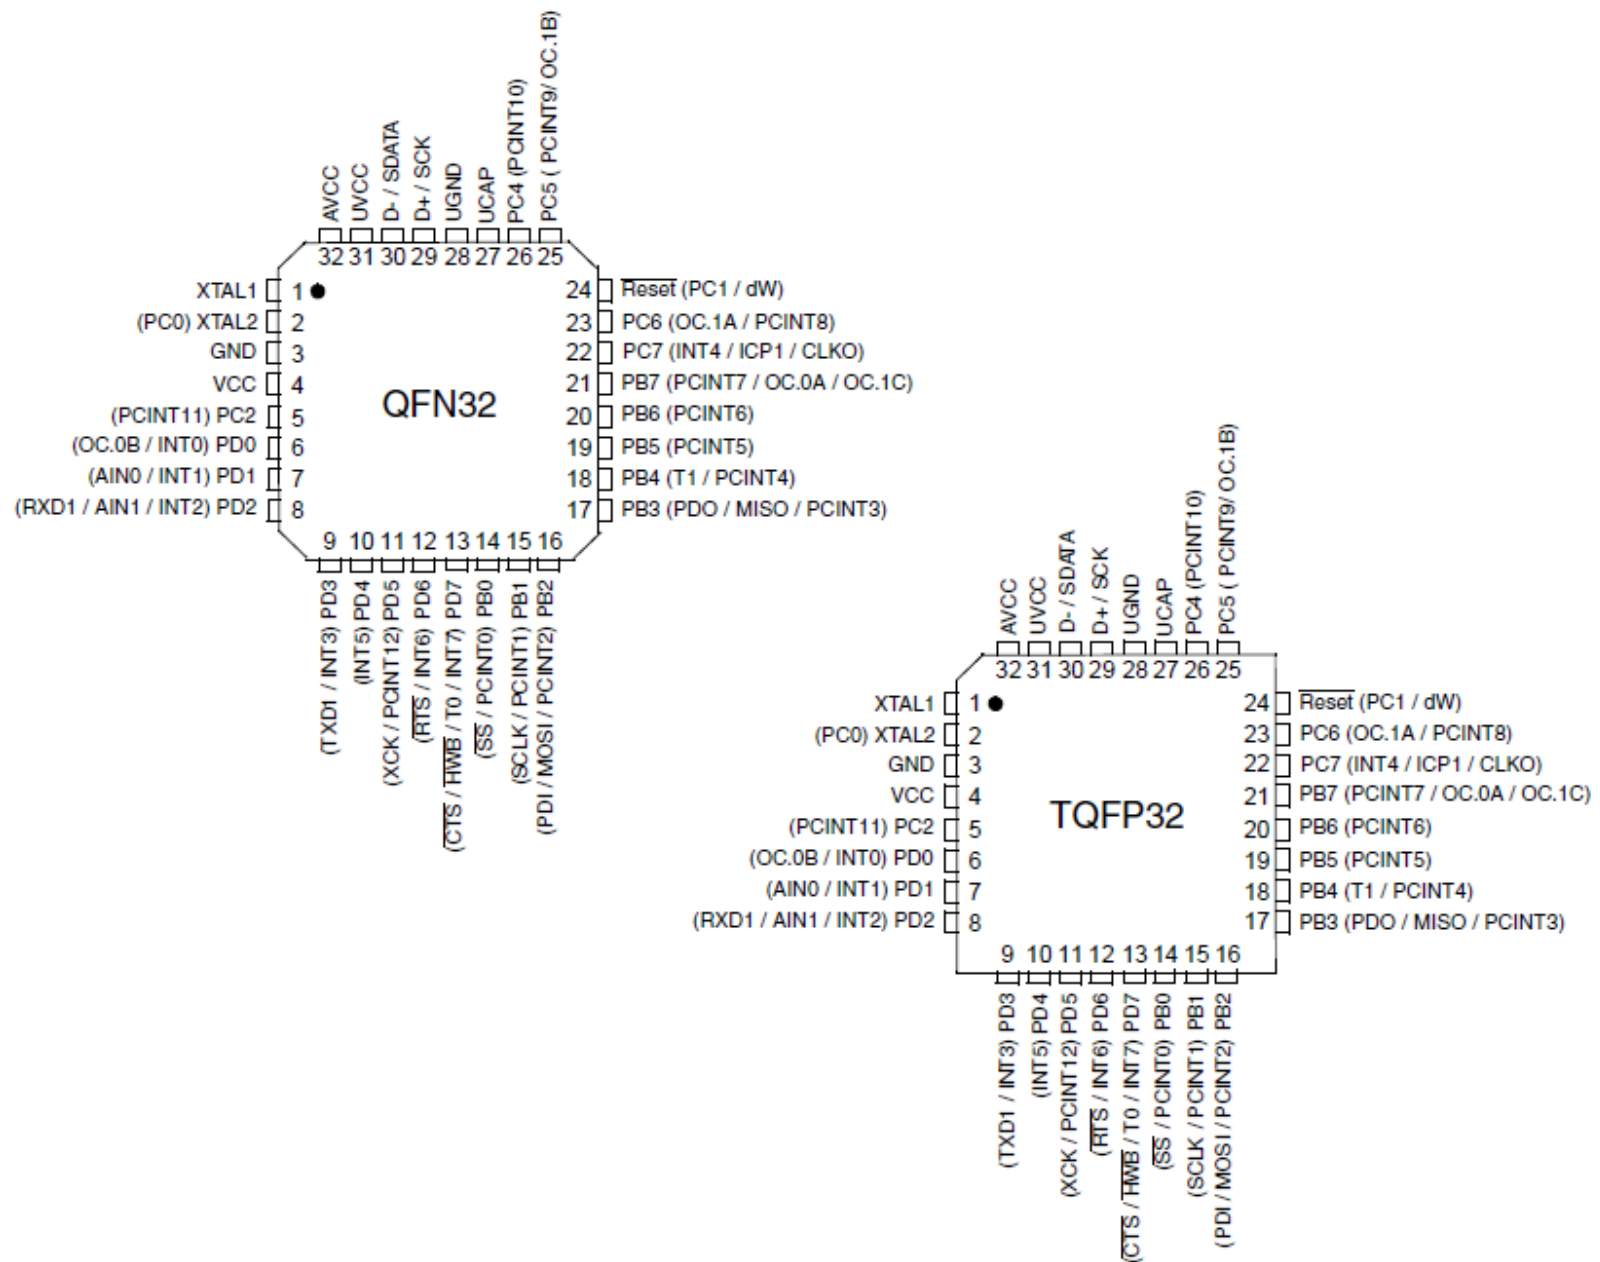 AVCC
UVCC
D- / SDATA
D+ / SCK
UGND
UCAP
PC4 (PCINT10)
PC5 ( PCINT9/ OC.1B)
32 31 30 29 28 27 26 25
XTAL1 1
(PC0) XTAL2 2
GND 3
VCC 4
(PCINT11) PC2 5
(OC.0B / INT0) PD0 6
(AIN0 / INT1) PD1 7
(RXD1 / AIN1 / INT2) PD2 8
QFN32
24 Reset (PC1 / dW)
23 PC6 (OC.1A / PCINT8)
22 PC7 (INT4 / ICP1 / CLKO)
21 PB7 (PCINT7 / OC.0A / OC.1C)
20 PB6 (PCINT6)
19 PB5 (PCINT5)
18 PB4 (T1 / PCINT4)
17 PB3 (PDO / MISO / PCINT3)
9 10 11 12 13 14 15 16
(TXD1 / INT3) PD3
(INT5) PD4
(XCK / PCINT12) PD5
(RTS / INT6) PD6
(CTS / HWB / T0 / INT7) PD7
(SS / PCINT0) PB0
(SCLK / PCINT1) PB1
(PDI / MOSI / PCINT2) PB2
AVCC
UVCC
D- / SDATA
D+ / SCK
UGND
UCAP
PC4 (PCINT10)
PC5 ( PCINT9/ OC.1B)
32 31 30 29 28 27 26 25
XTAL1 1
(PC0) XTAL2 2
GND 3
VCC 4
(PCINT11) PC2 5
(OC.0B / INT0) PD0 6
(AIN0 / INT1) PD1 7
(RXD1 / AIN1 / INT2) PD2 8
TQFP32
24 Reset (PC1 / dW)
23 PC6 (OC.1A / PCINT8)
22 PC7 (INT4 / ICP1 / CLKO)
21 PB7 (PCINT7 / OC.0A / OC.1C)
20 PB6 (PCINT6)
19 PB5 (PCINT5)
18 PB4 (T1 / PCINT4)
17 PB3 (PDO / MISO / PCINT3)
9 10 11 12 13 14 15 16
(TXD1 / INT3) PD3
(INT5) PD4
(XCK / PCINT12) PD5
(RTS / INT6) PD6
(CTS / HWB / T0 / INT7) PD7
(SS / PCINT0) PB0
(SCLK / PCINT1) PB1
(PDI / MOSI / PCINT2) PB2